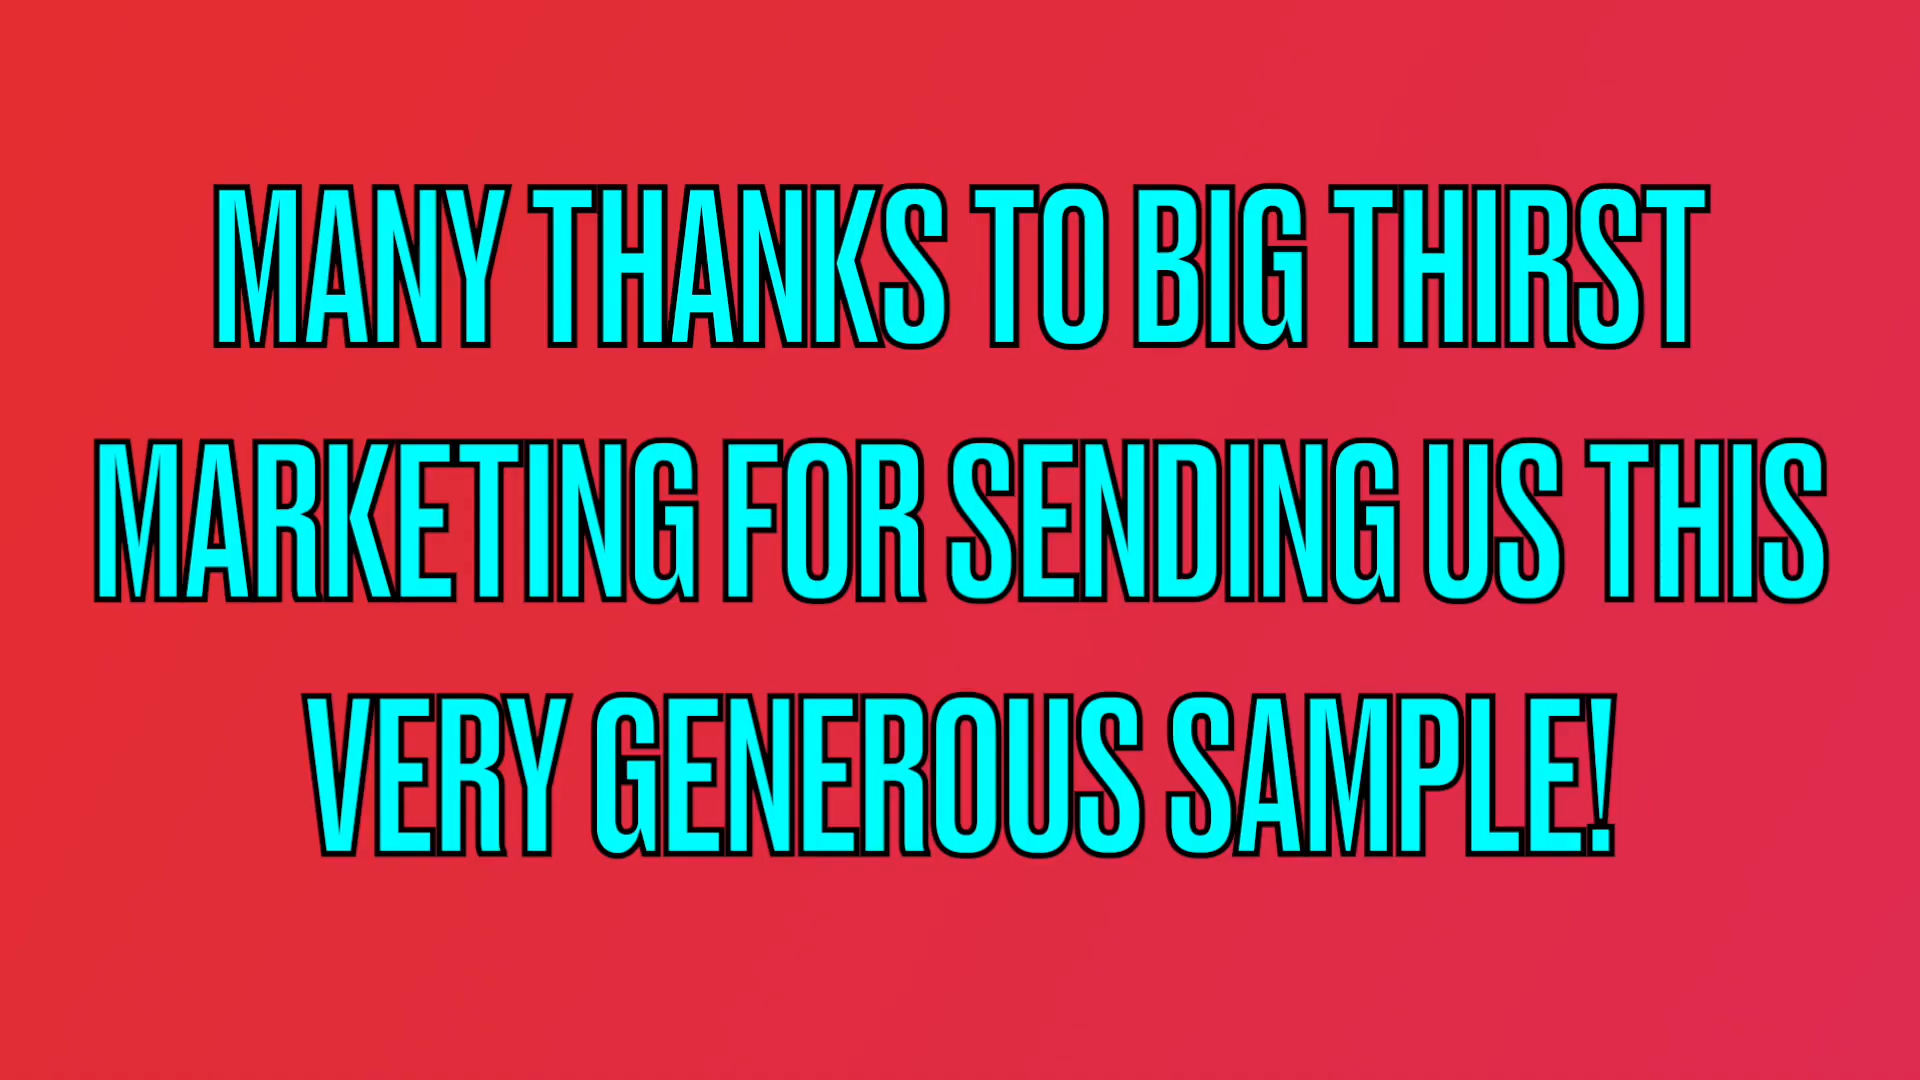 MANY THANKS TO BIG THIRST
MARKETING FOR SENDING US THIS
VERY GENEROUS SAMPLE!